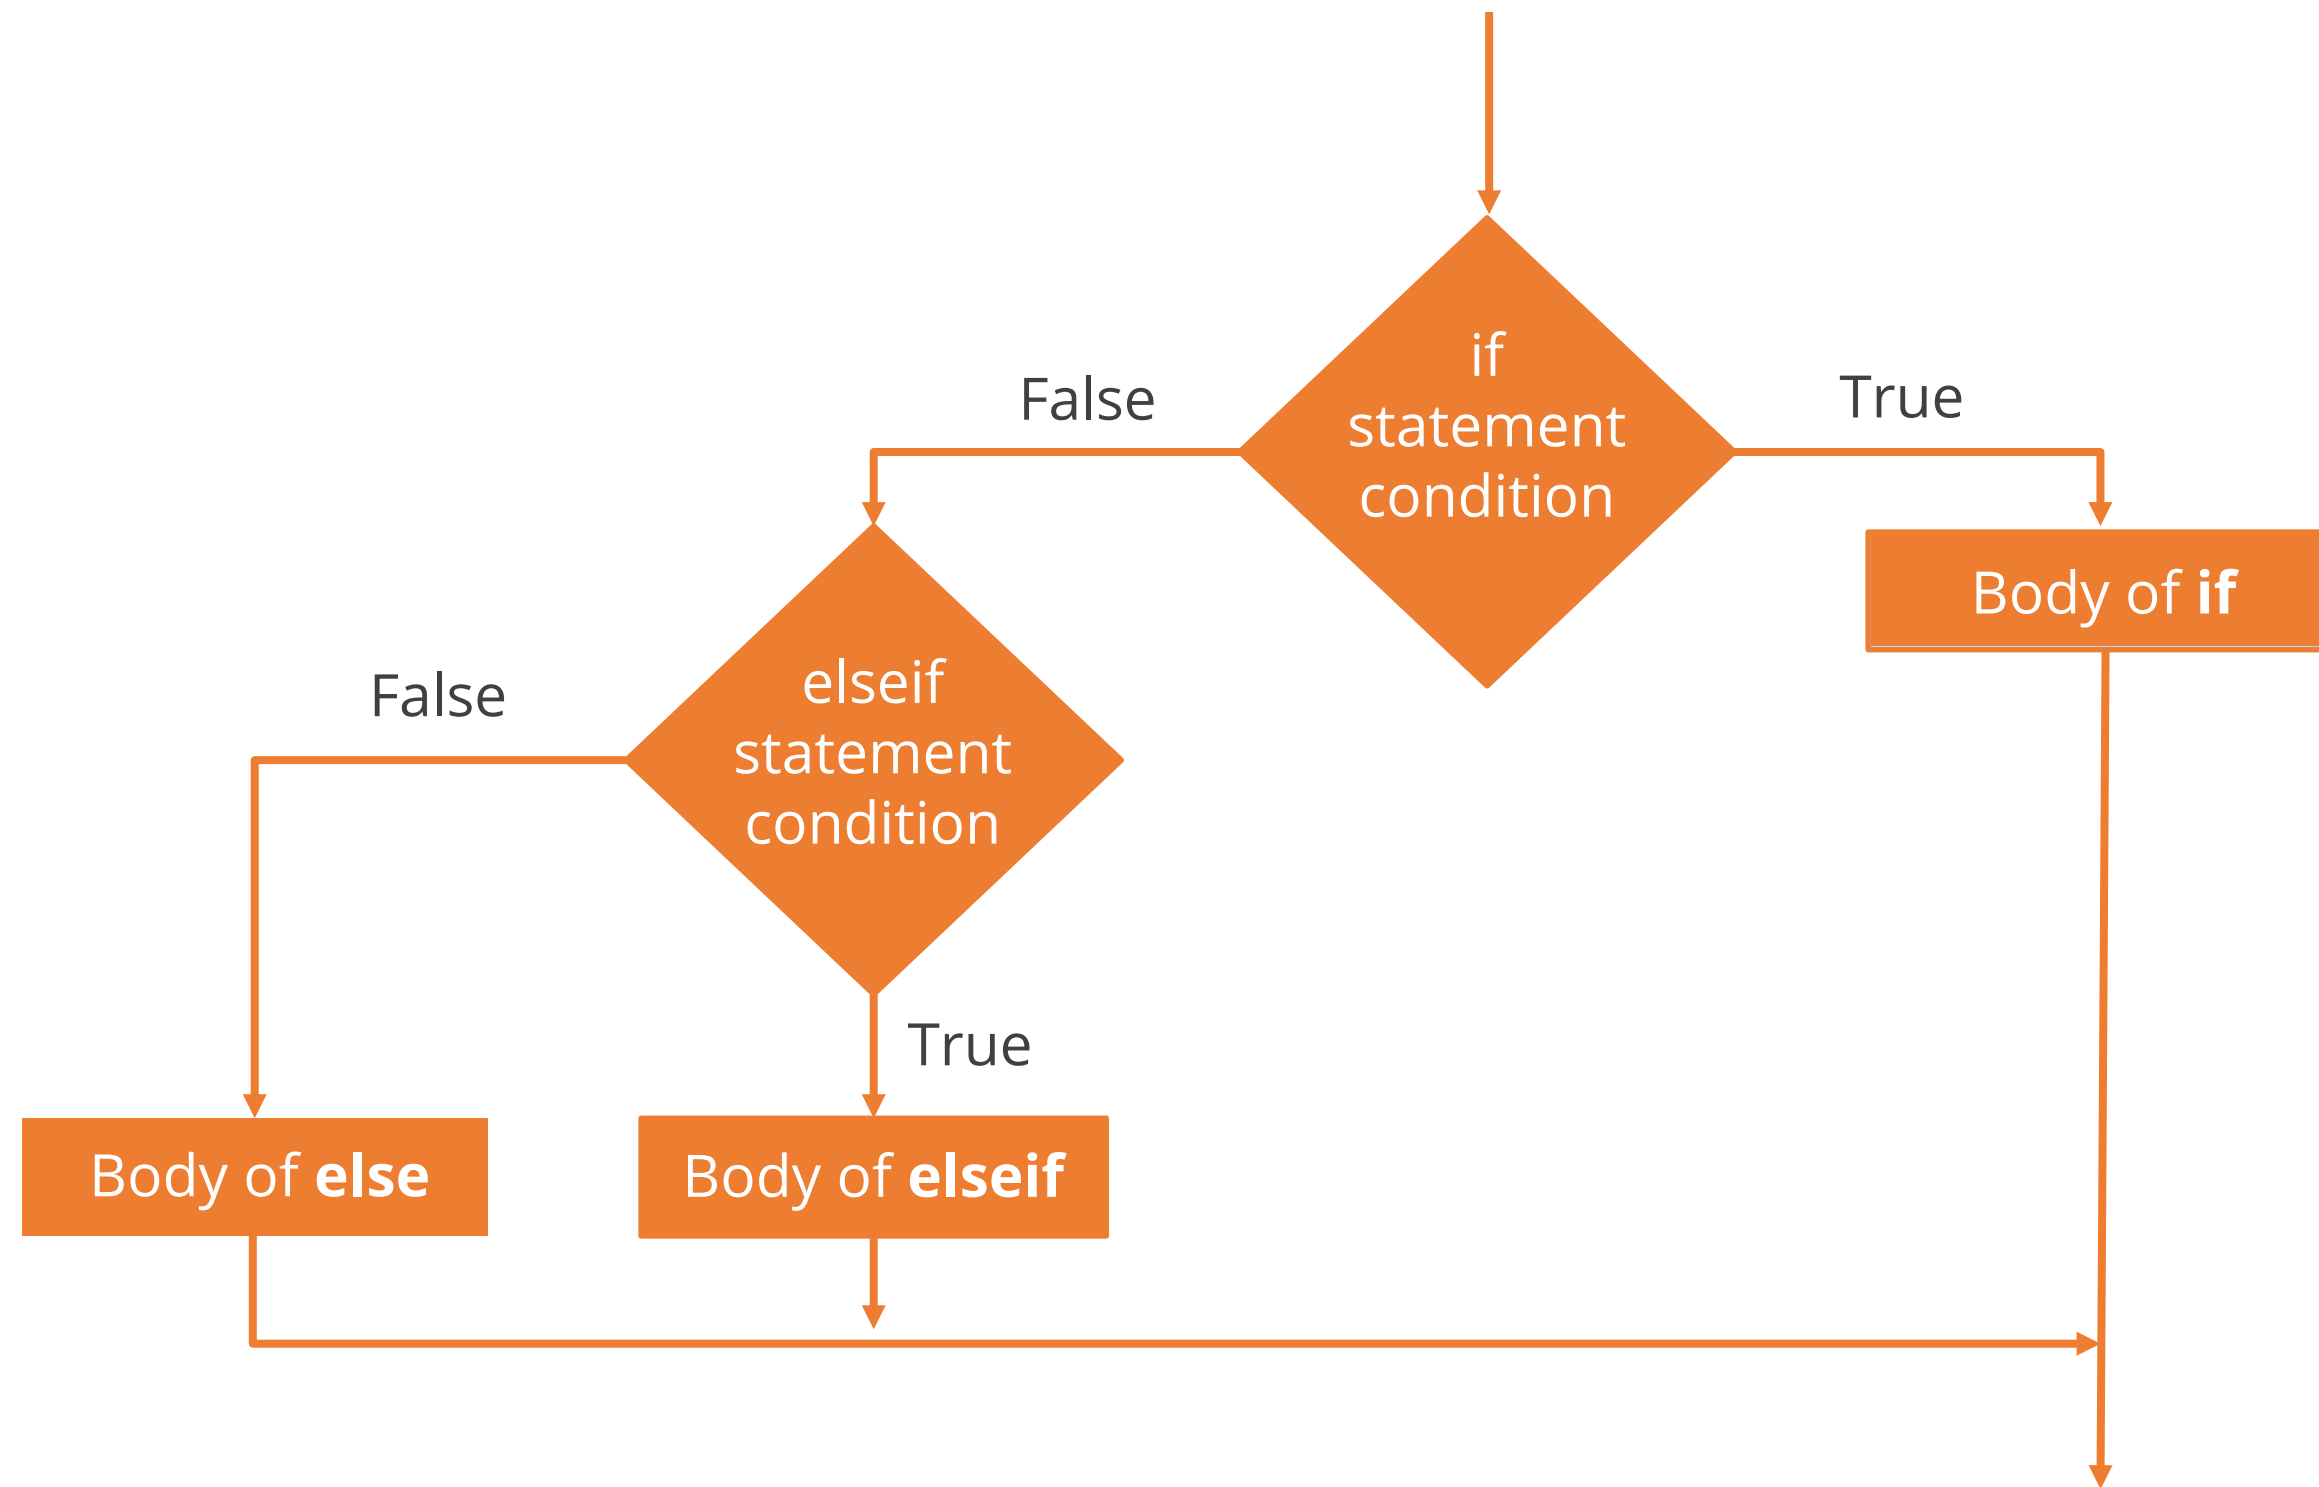 if
statement
condition
False
True
Body of if
elseif
statement
condition
False
True
Body of else
Body of elseif